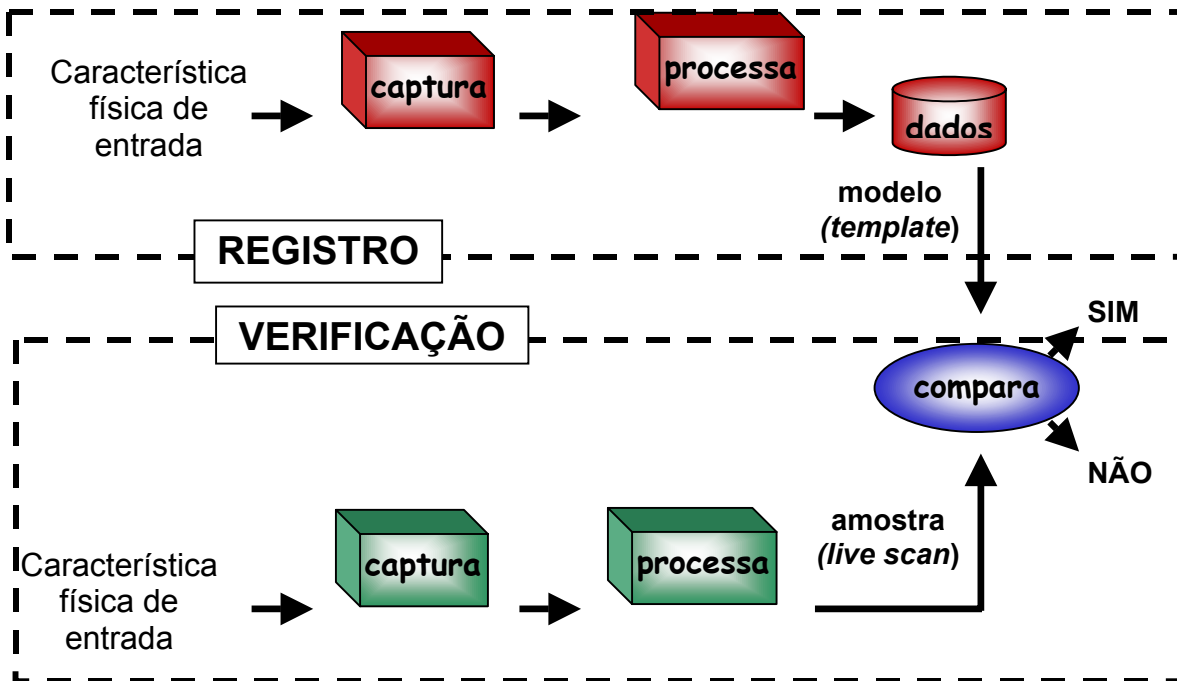 Característica
física de
entrada
captura
processa
dados
modelo
(template)
REGISTRO
VERIFICAÇÃO
SIM
compara
NÃO
Característica
física de
entrada
captura
processa
amostra
(live scan)